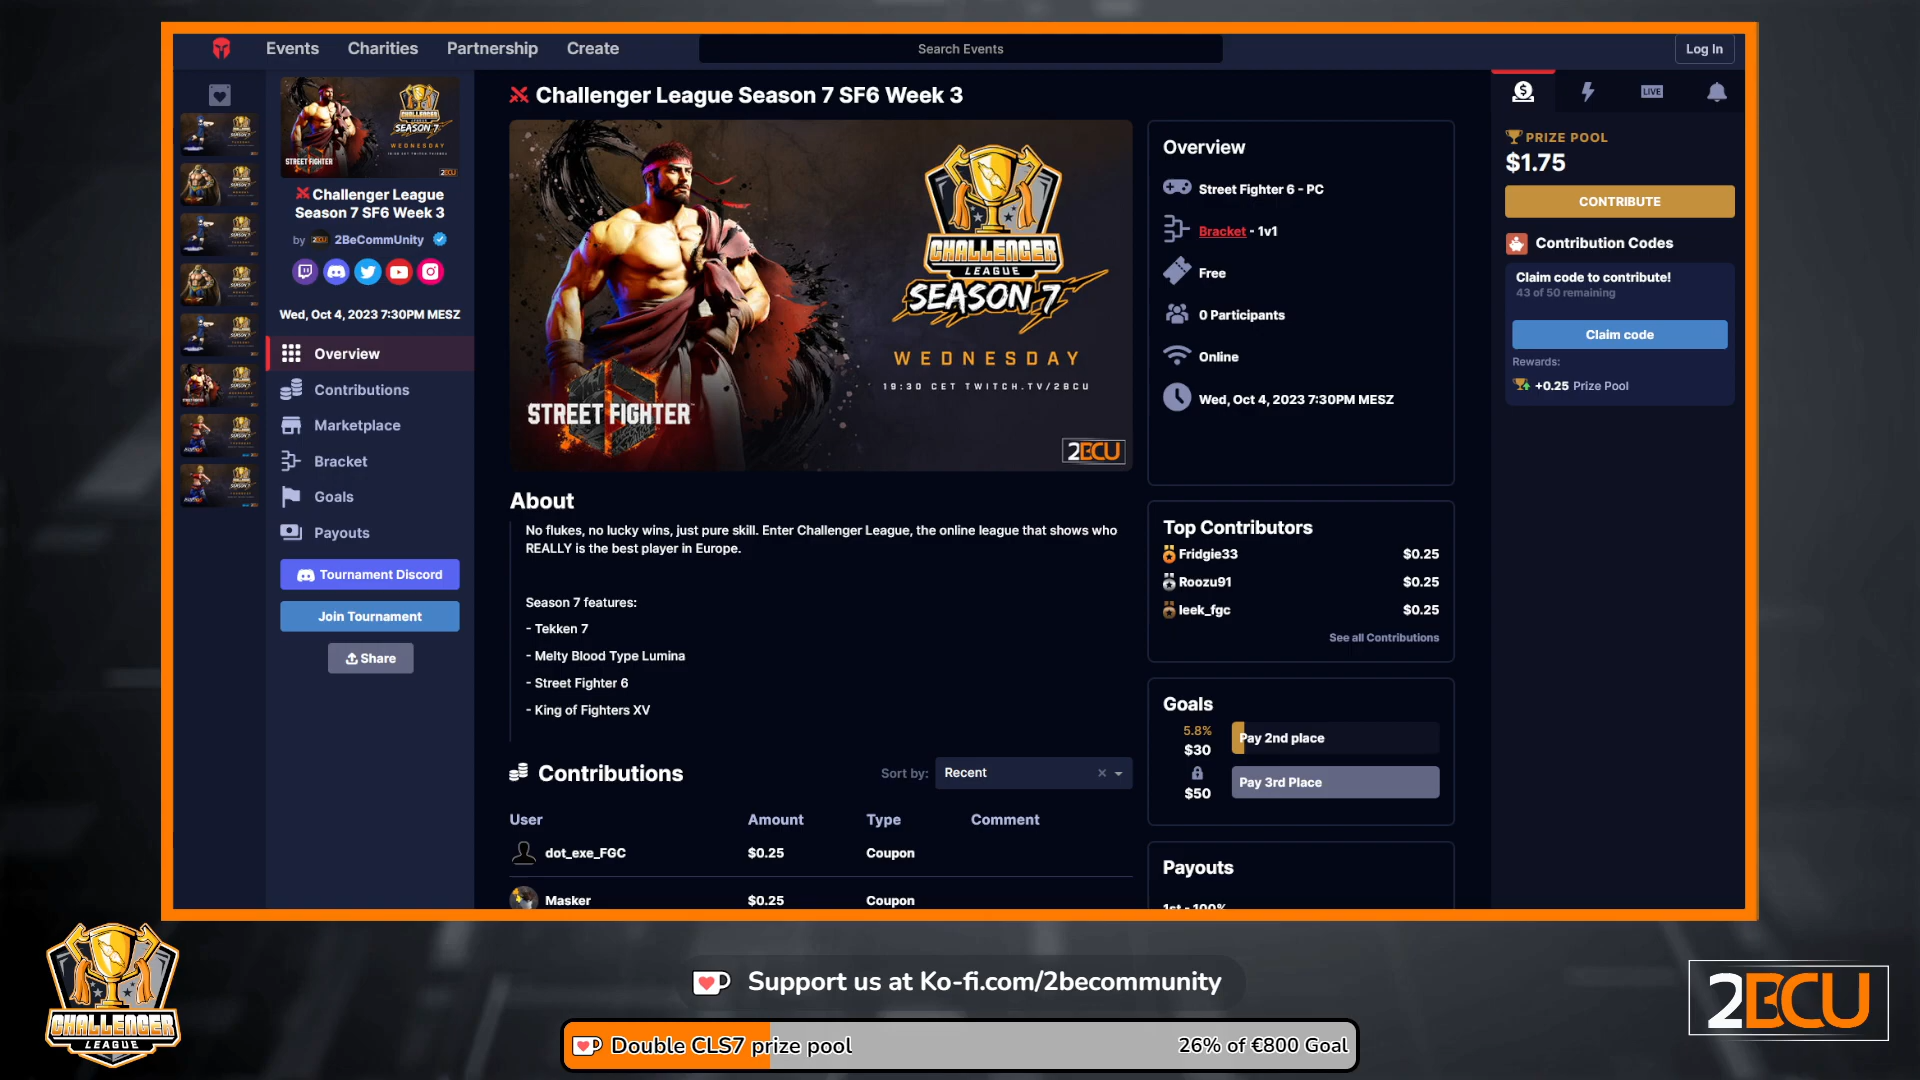 Events
Charities
Partnership
Create
Search Events
Log In
SEASON 7
WEDNESDAY
STREET FIGHTER
2BCU
Challenger League
Season 7 SF6 Week 3
by 2BeCommUnity
Wed, Oct 4, 2023 7:30PM MESZ
Overview
Contributions
Marketplace
Bracket
Goals
Payouts
Tournament Discord
Join Tournament
Share
Challenger League Season 7 SF6 Week 3
CHALLENGER
LEAGUE
SEASON 7
WEDNESDAY
19:30 CET TWITCH.TV/2BCU
STREET FIGHTER
2BCU
About
No flukes, no lucky wins, just pure skill. Enter Challenger League, the online league that shows who
REALLY is the best player in Europe.
Season 7 features:
- Tekken 7
- Melty Blood Type Lumina
- Street Fighter 6
- King of Fighters XV
Contributions
Sort by:
Recent
User
Amount
Type
Comment
dot_exe_FGC
$0.25
Coupon
Masker
$0.25
Coupon
Overview
Street Fighter 6 - PC
Bracket - 1v1
Free
0 Participants
Online
Wed, Oct 4, 2023 7:30PM MESZ
Top Contributors
Fridgie33 $0.25
Roozu91 $0.25
leek_fgc $0.25
See all Contributions
Goals
5.8%
$30
Pay 2nd place
$50
Pay 3rd Place
Payouts
1st - 100%
LIVE
PRIZE POOL
$1.75
CONTRIBUTE
Contribution Codes
Claim code to contribute!
43 of 50 remaining
Claim code
Rewards:
+0.25 Prize Pool
CHALLENGER
LEAGUE
Support us at Ko-fi.com/2becommunity
Double CLS7 prize pool
26% of €800 Goal
2BCU